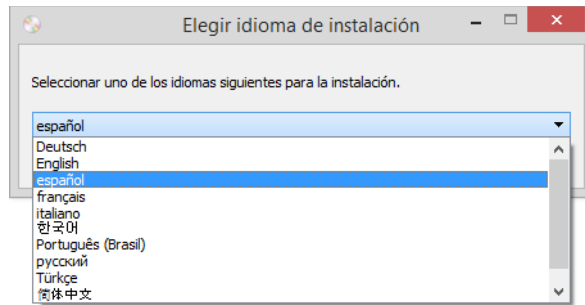 Elegir idioma de instalación
Seleccionar uno de los idiomas siguientes para la instalación.
español
Deutsch
English
español
français
italiano
한국어
Português (Brasil)
русский
Türkçe
简体中文